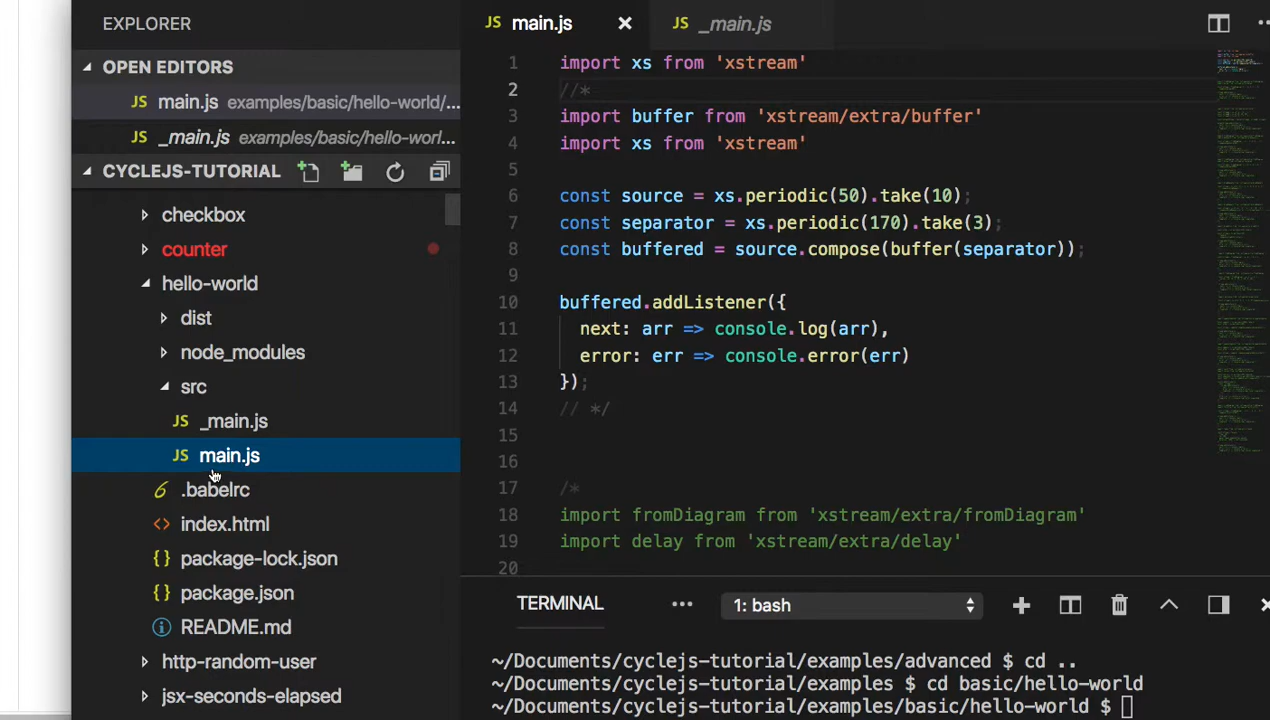 EXPLORER
OPEN EDITORS
JS main.js examples/basic/hello-world/...
JS _main.js examples/basic/hello-worl...
CYCLEJS-TUTORIAL
checkbox
counter
hello-world
dist
node_modules
src
JS _main.js
JS main.js
.babelrc
index.html
package-lock.json
package.json
README.md
http-random-user
jsx-seconds-elapsed
JS main.js JS _main.js
1 import xs from 'xstream'
2 //*
3 import buffer from 'xstream/extra/buffer'
4 import xs from 'xstream'
5
6 const source = xs.periodic(50).take(10);
7 const separator = xs.periodic(170).take(3);
8 const buffered = source.compose(buffer(separator));
9
10 buffered.addListener({
11 next: arr => console.log(arr),
12 error: err => console.error(err)
13 });
14 // */
15
16
17 /*
18 import fromDiagram from 'xstream/extra/fromDiagram'
19 import delay from 'xstream/extra/delay'
20
TERMINAL ... 1: bash
~/Documents/cyclejs-tutorial/examples/advanced $ cd ..
~/Documents/cyclejs-tutorial/examples $ cd basic/hello-world
~/Documents/cyclejs-tutorial/examples/basic/hello-world $